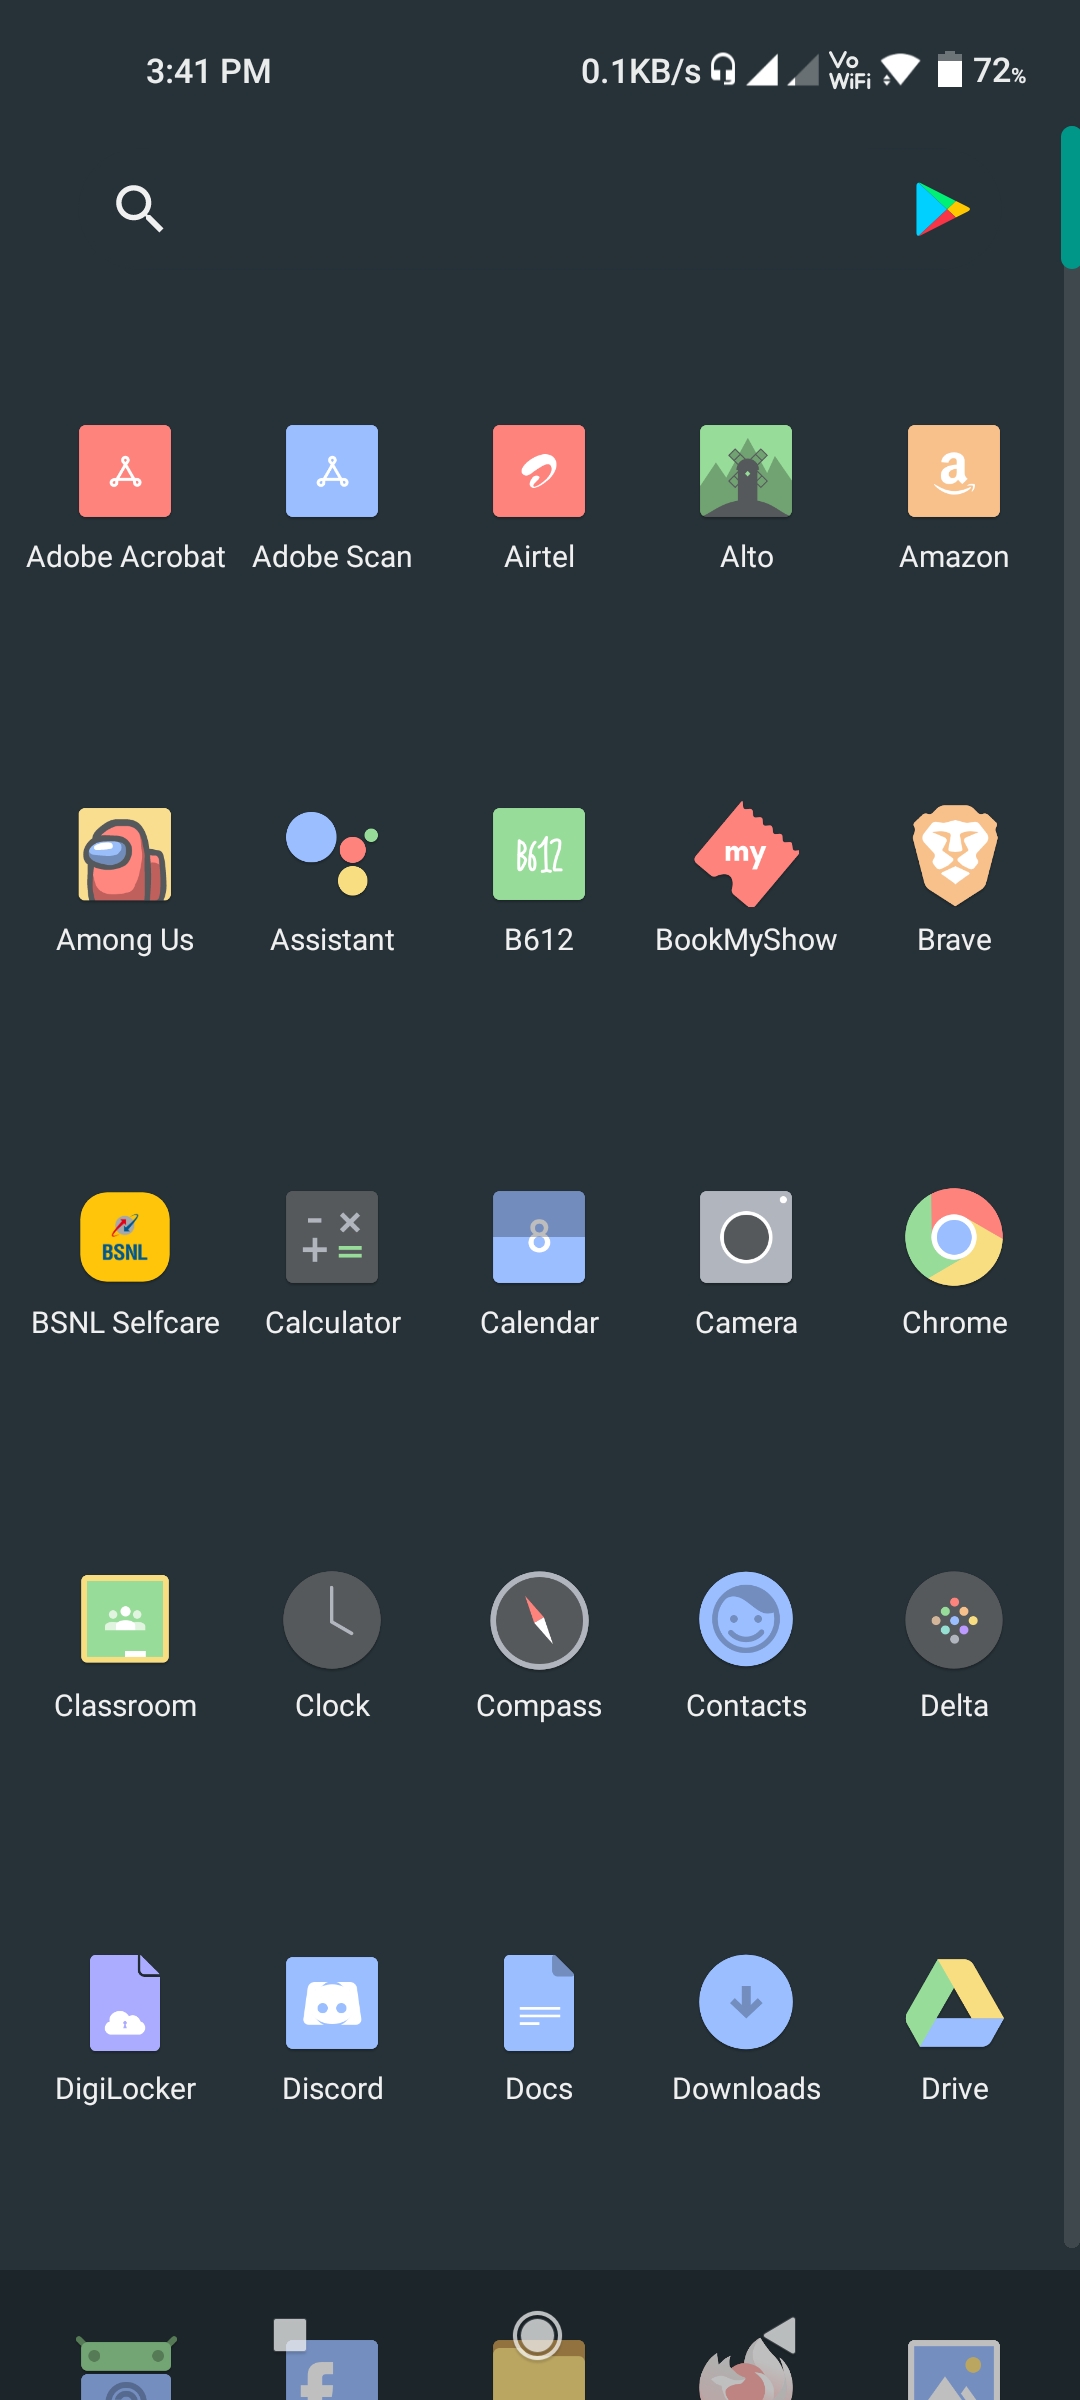 3:41 PM 0.1KB/s Vo WiFi 72%
Adobe Acrobat Adobe Scan Airtel Alto Amazon
B612 my
Among Us Assistant B612 BookMyShow Brave
BSNL 8
BSNL Selfcare Calculator Calendar Camera Chrome
Classroom Clock Compass Contacts Delta
DigiLocker Discord Docs Downloads Drive